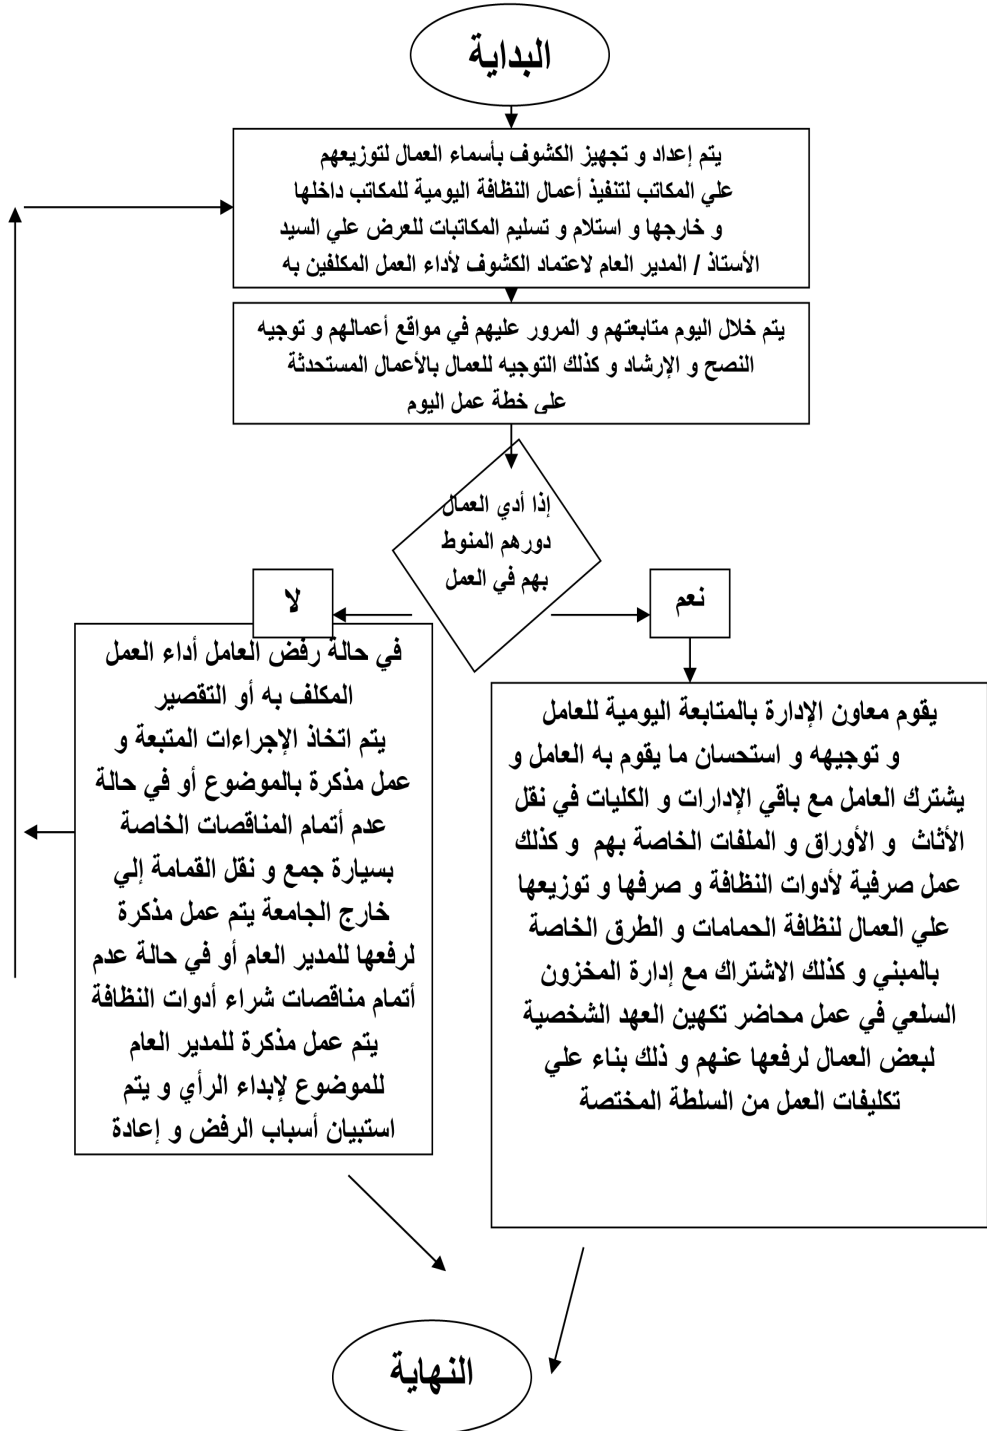 البداية
يتم إعداد و تجهيز الكشوف بأسماء العمال لتوزيعهم
علي المكاتب لتنفيذ أعمال النظافة اليومية للمكاتب داخلها
و خارجها و استلام و تسليم المكاتبات للعرض علي السيد
الأستاذ / المدير العام لاعتماد الكشوف لأداء العمل المكلفين به
يتم خلال اليوم متابعتهم و المرور عليهم في مواقع أعمالهم و توجيه
النصح و الإرشاد و كذلك التوجيه للعمال بالأعمال المستحدثة
على خطة عمل اليوم
إذا أدي العمال
دورهم المنوط
بهم في العمل
نعم
يقوم معاون الإدارة بالمتابعة اليومية للعامل
و توجيهه و استحسان ما يقوم به العامل و
يشترك العامل مع باقي الإدارات و الكليات في نقل
الأثاث و الأوراق و الملفات الخاصة بهم و كذلك
عمل صرفية لأدوات النظافة و صرفها و توزيعها
علي العمال لنظافة الحمامات و الطرق الخاصة
بالمبني و كذلك الاشتراك مع إدارة المخزون
السلعي في عمل محاضر تكهين العهد الشخصية
لبعض العمال لرفعها عنهم و ذلك بناء علي
تكليفات العمل من السلطة المختصة
لا
في حالة رفض العامل أداء العمل
المكلف به أو التقصير
يتم اتخاذ الإجراءات المتبعة و
عمل مذكرة بالموضوع أو في حالة
عدم أتمام المناقصات الخاصة
بسيارة جمع و نقل القمامة إلي
خارج الجامعة يتم عمل مذكرة
لرفعها للمدير العام أو في حالة عدم
أتمام مناقصات شراء أدوات النظافة
يتم عمل مذكرة للمدير العام
للموضوع لإبداء الرأي و يتم
استبيان أسباب الرفض و إعادة
النهاية